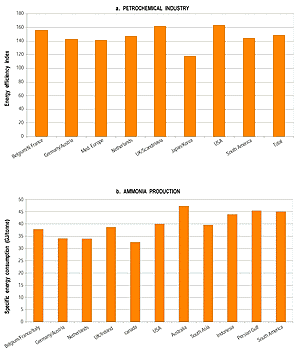 a. PETROCHEMICAL INDUSTRY
180
160
140
120
100
80
60
40
20
0
Energy efficiency index
Belgium& France
Germany/Austria
Med. Europe
Netherlands
UK/Scandinavia
Japan/Korea
USA
South America
Total
b. AMMONIA PRODUCTION
50
45
40
35
30
25
20
15
10
5
0
Specific energy consumption (GJ/tonne)
Belgium/France/Italy
Germany/Austria
Netherlands
UK/Ireland
canada
USA
Australia
South Asia
Indonesia
Persian Gulf
South America